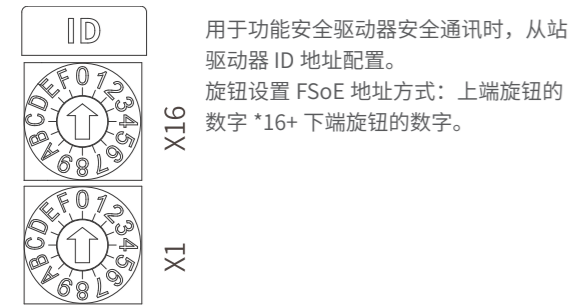 ID
用于功能安全驱动器安全通讯时，从站
驱动器 ID 地址配置。
旋钮设置 FSoE 地址方式：上端旋钮的
数字 *16+ 下端旋钮的数字。
0123456789ABCDEF
X16
0123456789ABCDEF
X1